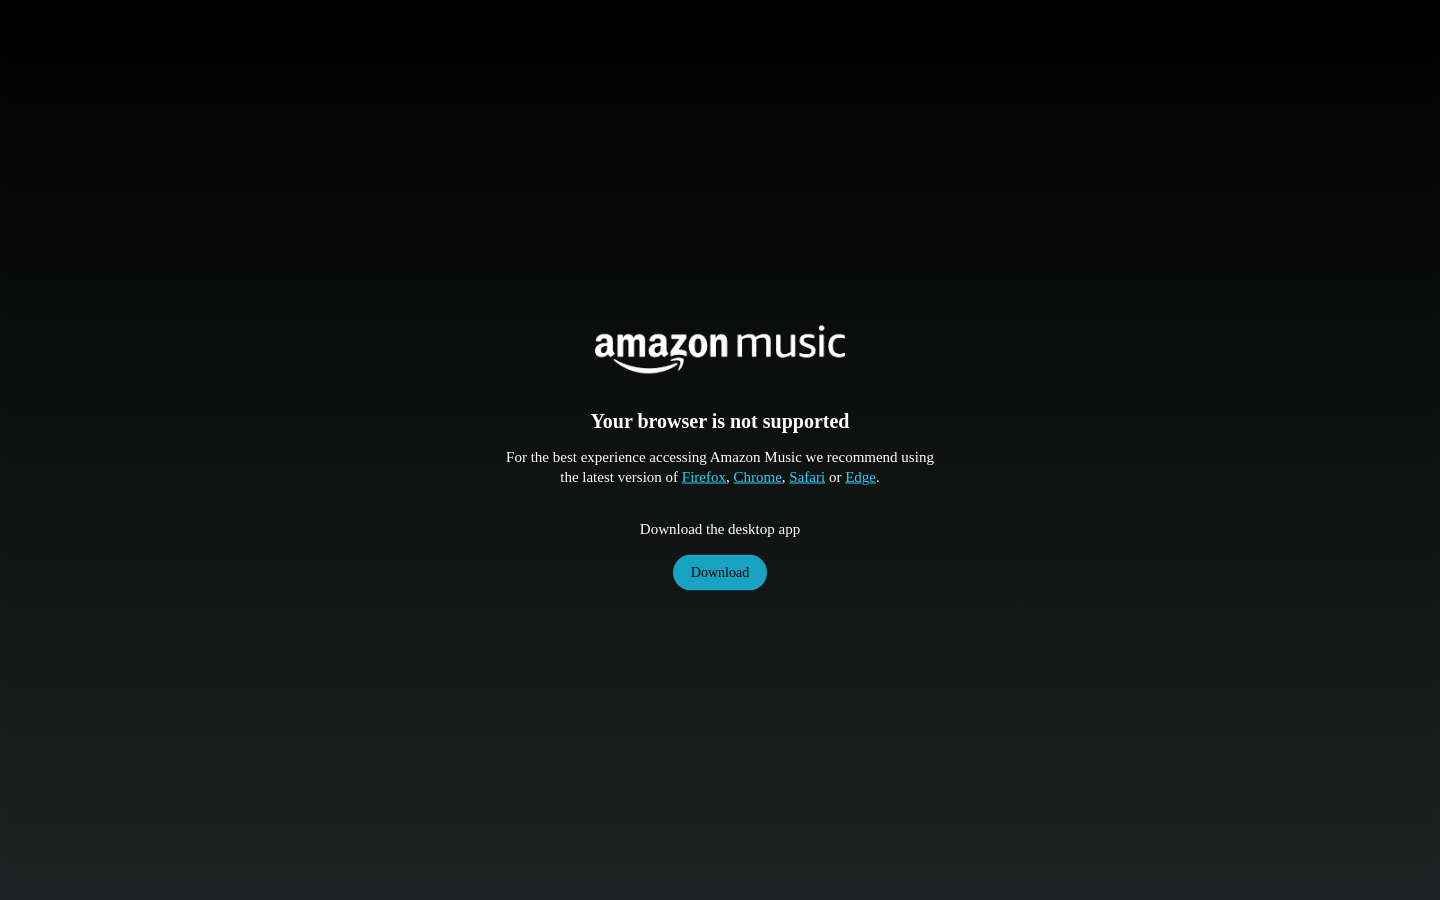 amazon music
Your browser is not supported
For the best experience accessing Amazon Music we recommend using
the latest version of Firefox, Chrome, Safari or Edge.
Download the desktop app
Download